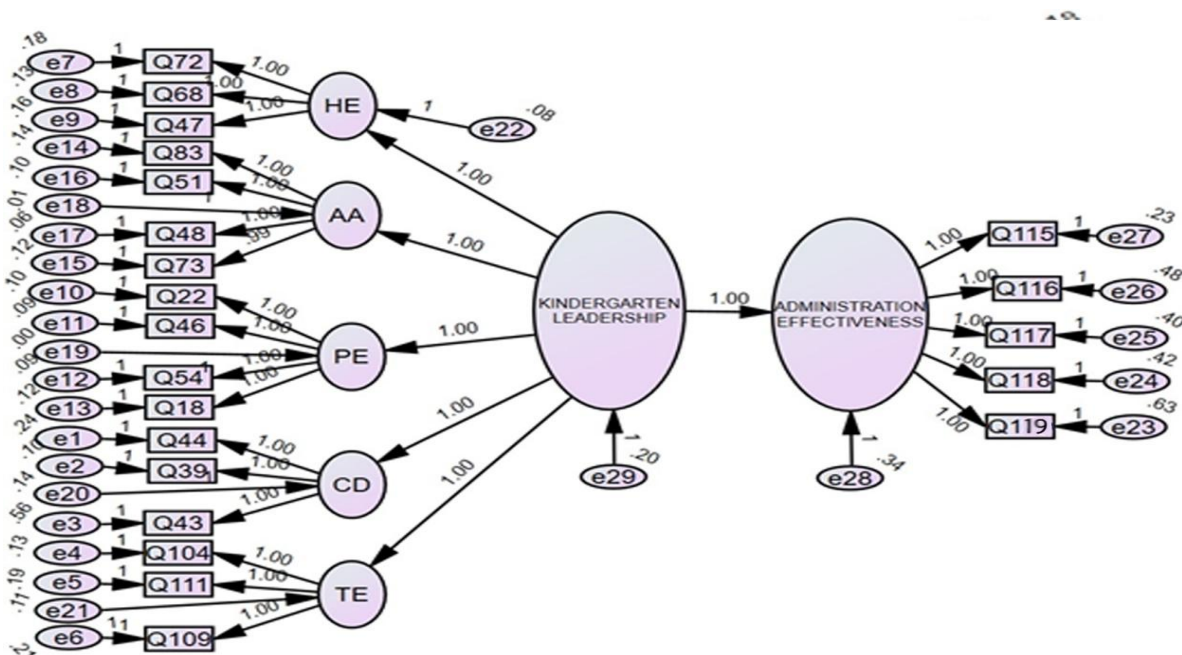 .18
e7
1
Q72
1.00
.13
e8
1
Q68
1.00
HE
.16
e9
1
Q47
1.00
1
.08
e22
.14
e14
1
Q83
1.00
1.00
.10
e16
1
Q51
1.00
.01
e18
1
AA
.06
e17
1
Q48
1.00
1.00
.12
e15
1
Q73
.99
.10
e10
1
Q22
1.00
.09
e11
1
Q46
1.00
.00
e19
PE
1.00
.09
e12
1
Q54
1
1.00
.12
e13
1
Q18
1.00
.24
e1
1
Q44
1.00
1.00
.10
e2
1
Q39
1
1.00
.14
e20
CD
.56
e3
1
Q43
1.00
1.00
.13
e4
1
Q104
1.00
.19
e5
1
Q111
1.00
.11
e21
TE
e6
1
1
Q109
1.00
KINDERGARTEN
LEADERSHIP
1.00
ADMINISTRATION
EFFECTIVENESS
1
.20
e29
1
.34
e28
1.00
Q115
1
.23
e27
1.00
Q116
1
.48
e26
1.00
Q117
1
.40
e25
1.00
Q118
1
.42
e24
1.00
Q119
1
.63
e23